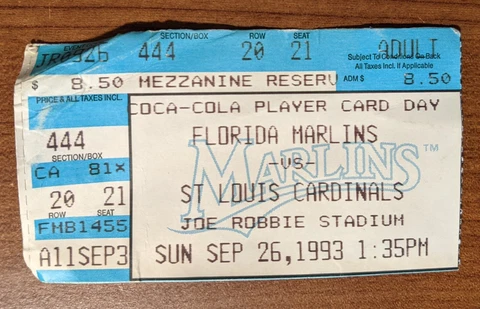 SECTION/BOX ROW SEAT
444 20 21 ADULT
Subject To Conditions On Back
All Taxes Incl. If Applicable
$ 8.50 MEZZANINE RESERV ADM $ 8.50
PRICE & ALL TAXES INCL.
444
SECTION/BOX
CA 81X
20 21
ROW SEAT
FMB1455
A11SEP3
COCA-COLA PLAYER CARD DAY
FLORIDA MARLINS
-VS-
MARLINS™
ST LOUIS CARDINALS
JOE ROBBIE STADIUM
SUN SEP 26,1993 1:35PM